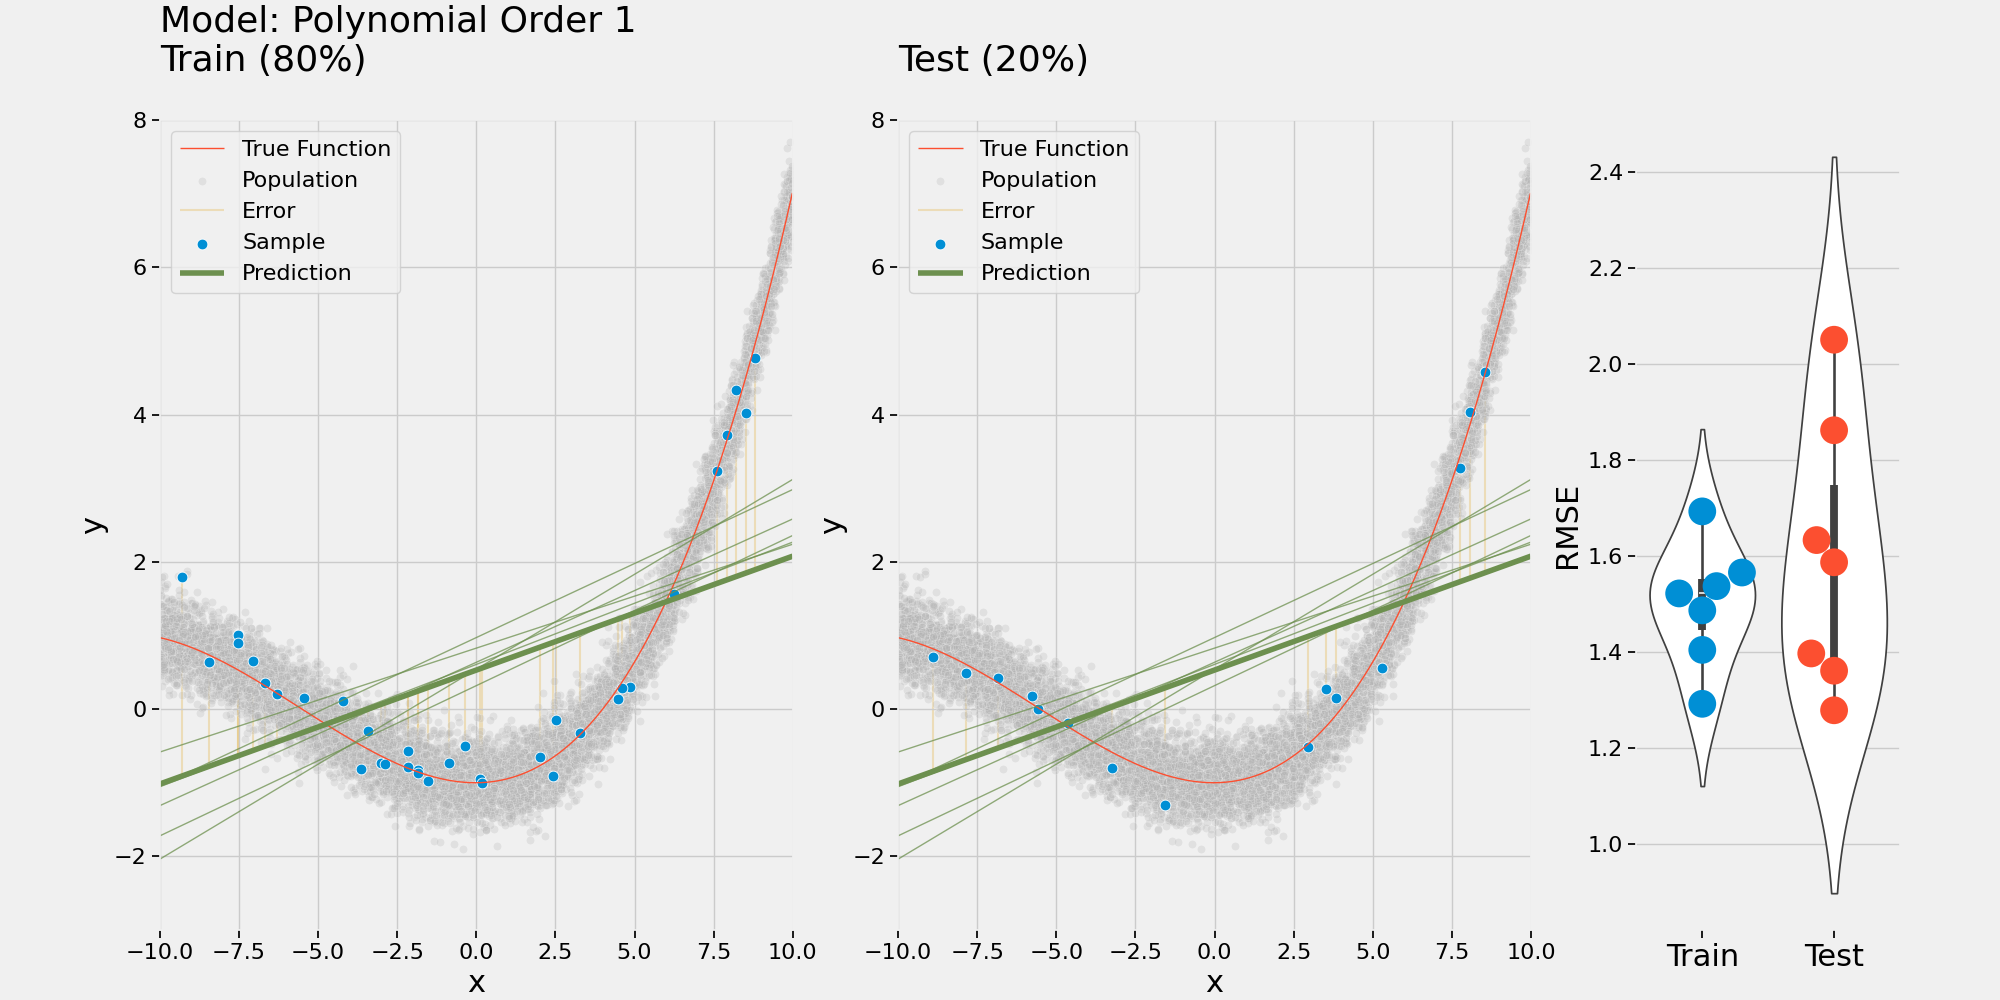 Model: Polynomial Order 1
Train (80%)
Test (20%)
8
6
4
2
0
−2
y
True Function
Population
Error
Sample
Prediction
−10.0 −7.5 −5.0 −2.5 0.0 2.5 5.0 7.5 10.0
x
8
6
4
2
0
−2
y
True Function
Population
Error
Sample
Prediction
−10.0 −7.5 −5.0 −2.5 0.0 2.5 5.0 7.5 10.0
x
2.4
2.2
2.0
1.8
1.6
1.4
1.2
1.0
RMSE
Train Test